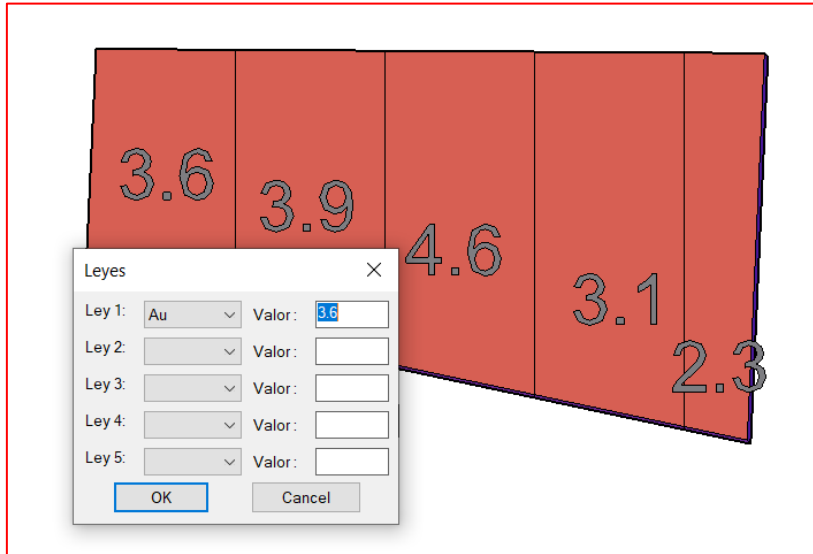 3.6
3.9
4.6
3.1
2.3
Leyes
Ley 1: Au Valor: 3.6
Ley 2: Valor:
Ley 3: Valor:
Ley 4: Valor:
Ley 5: Valor:
OK Cancel